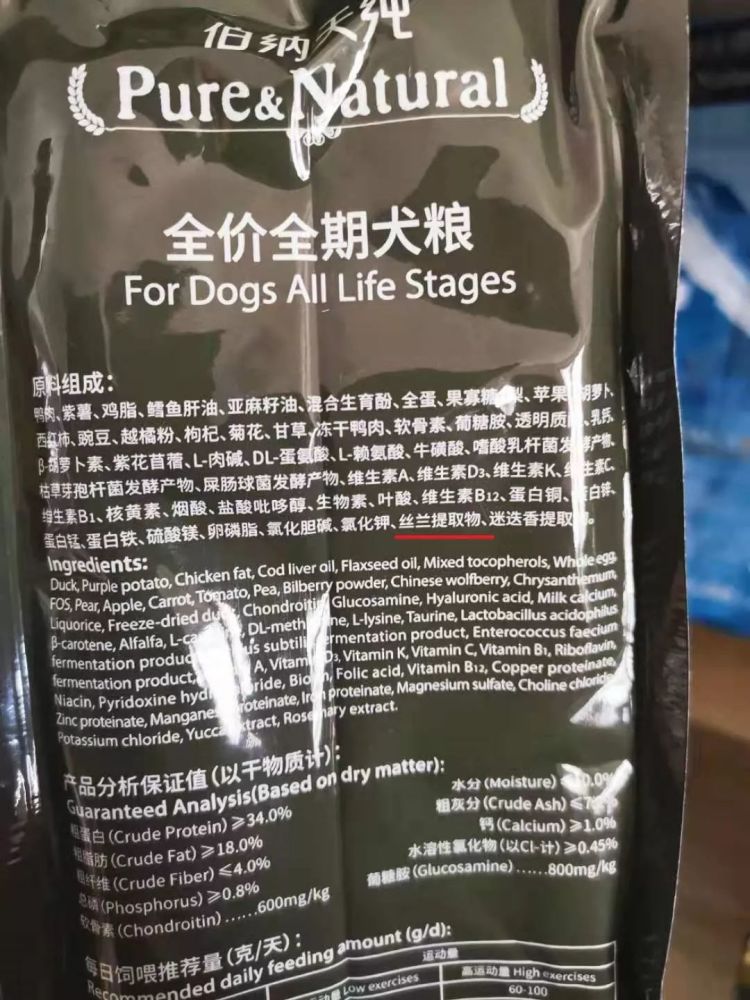 伯纳天纯
Pure&Natural
全价全期犬粮
For Dogs All Life Stages
原料组成：
鸭肉、紫薯、鸡脂、鳕鱼肝油、亚麻籽油、混合生育酚、全蛋、果寡糖、梨、苹果、胡萝卜、
西红柿、豌豆、越橘粉、枸杞、菊花、甘草、冻干鸭肉、软骨素、葡糖胺、透明质酸、乳钙、
β-胡萝卜素、紫花苜蓿、L-肉碱、DL-蛋氨酸、L-赖氨酸、牛磺酸、嗜酸乳杆菌发酵产物、
枯草芽孢杆菌发酵产物、屎肠球菌发酵产物、维生素A、维生素D3、维生素K、维生素C、
维生素B1、核黄素、烟酸、盐酸吡哆醇、生物素、叶酸、维生素B12、蛋白铜、蛋白锌、
蛋白锰、蛋白铁、硫酸镁、卵磷脂、氯化胆碱、氯化钾、丝兰提取物、迷迭香提取物。
Ingredients:
Duck, Purple potato, Chicken fat, Cod liver oil, Flaxseed oil, Mixed tocopherols, Whole egg,
FOS, Pear, Apple, Carrot, Tomato, Pea, Bilberry powder, Chinese wolfberry, Chrysanthemum,
Liquorice, Freeze-dried duck, Chondroitin, Glucosamine, Hyaluronic acid, Milk calcium,
β-carotene, Alfalfa, DL-methionine, L-lysine, Taurine, Lactobacillus acidophilus
fermentation product, subtilis fermentation product, Enterococcus faecium
fermentation product, A, Vitamin D3, Vitamin K, Vitamin C, Vitamin B1, Riboflavin,
Niacin, Pyridoxine hydrochloride, Biotin, Folic acid, Vitamin B12, Copper proteinate,
Zinc proteinate, Manganese proteinate, Iron proteinate, Magnesium sulfate, Choline chloride,
Potassium chloride, Yucca extract, Rosemary extract.
产品分析保证值（以干物质计）：
Guaranteed Analysis(Based on dry matter):
粗蛋白 (Crude Protein) ≥34.0%
水分 (Moisture) ≤10.0%
粗脂肪 (Crude Fat) ≥18.0%
粗灰分 (Crude Ash) ≤
粗纤维 (Crude Fiber) ≤4.0%
钙 (Calcium) ≥1.0%
总磷 (Phosphorus) ≥0.8%
水溶性氯化物 (以Cl-计) ≥0.45%
软骨素 (Chondroitin) ......600mg/kg
葡糖胺 (Glucosamine) ......800mg/kg
每日饲喂推荐量（克/天）：
Recommended daily feeding amount (g/d):
运动量
Low exercises
高运动量 High exercises
60-100